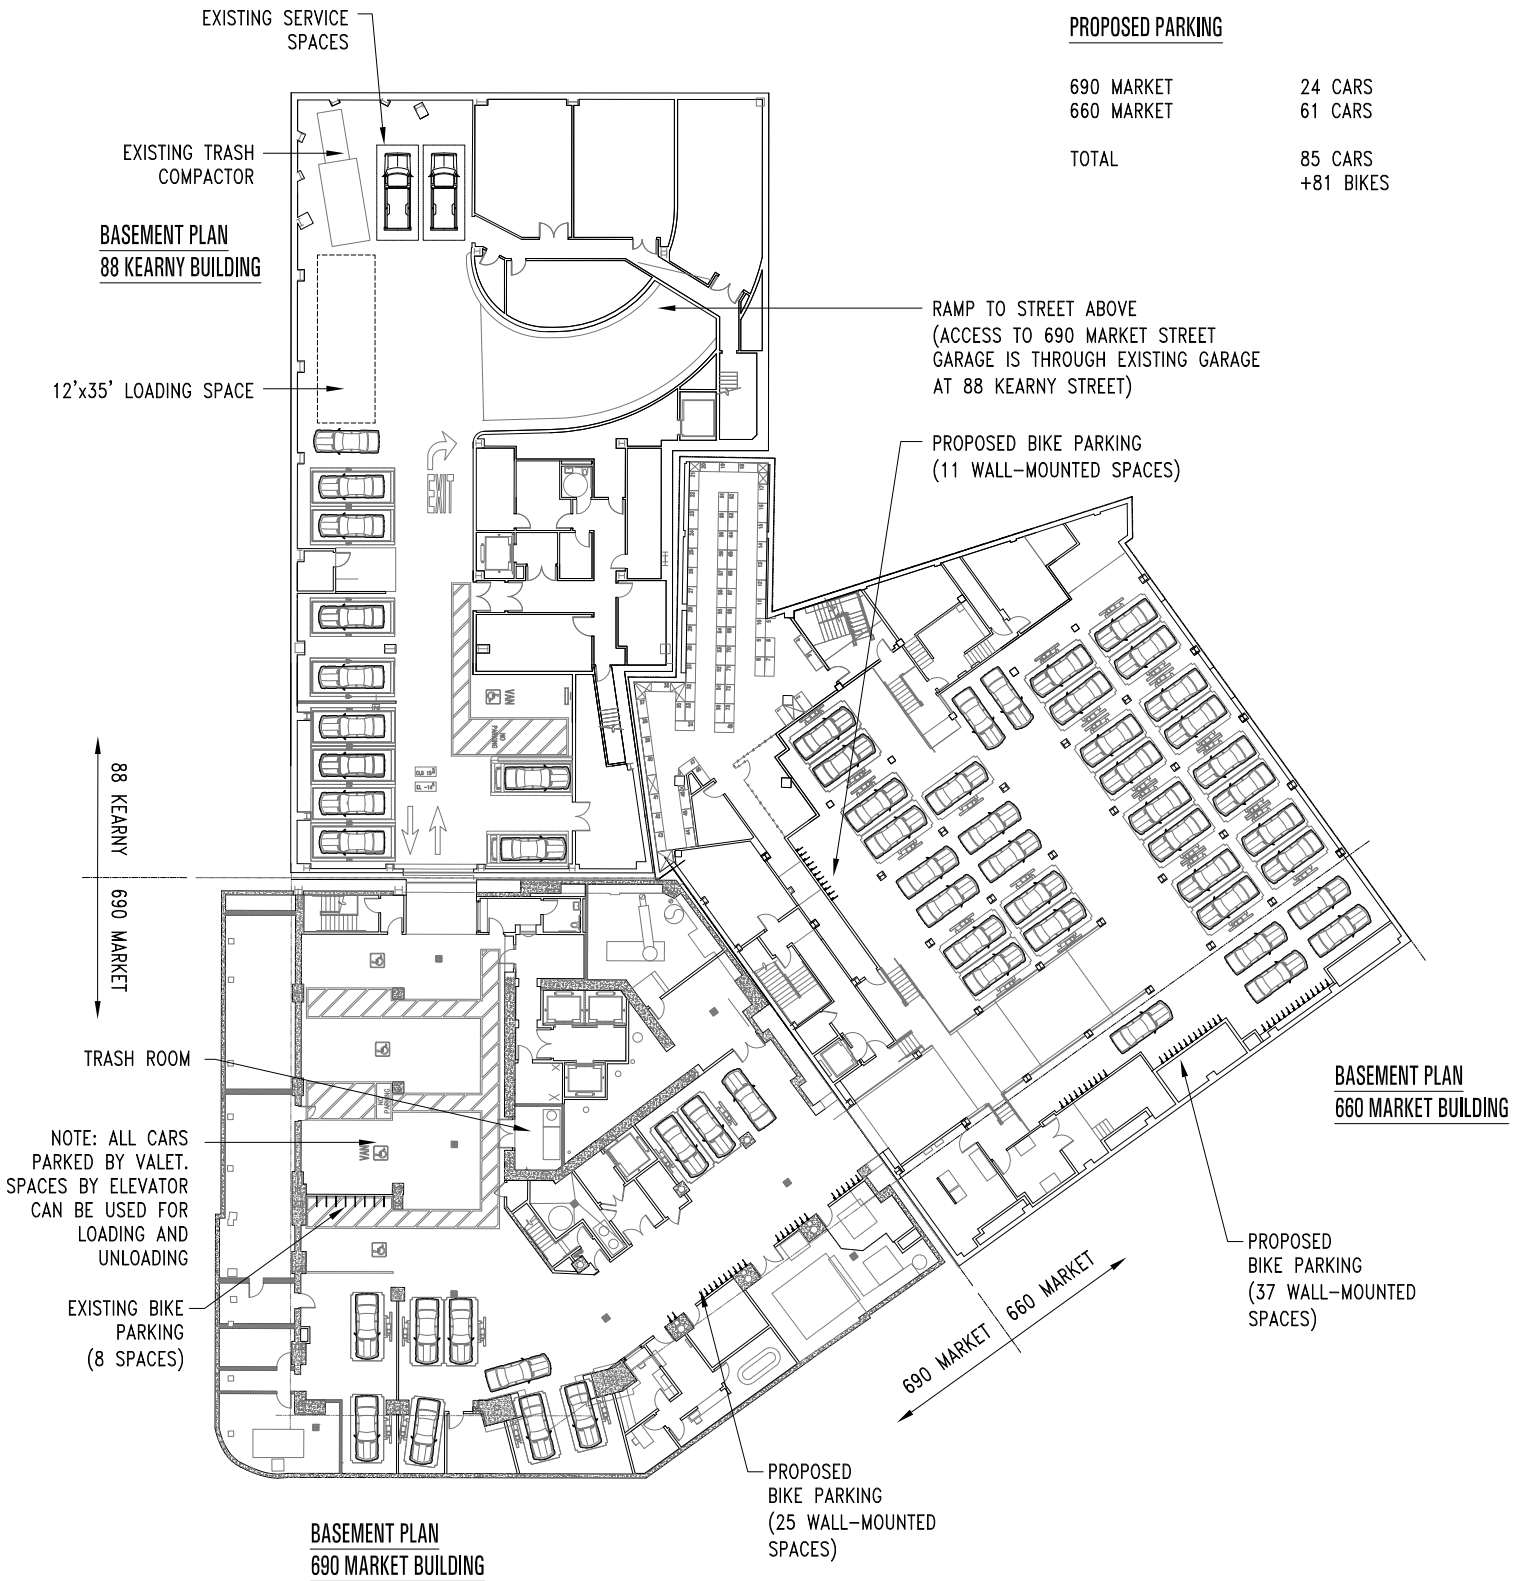 EXISTING SERVICE
SPACES
PROPOSED PARKING
690 MARKET 24 CARS
660 MARKET 61 CARS
TOTAL 85 CARS
+81 BIKES
EXISTING TRASH
COMPACTOR
BASEMENT PLAN
88 KEARNY BUILDING
RAMP TO STREET ABOVE
(ACCESS TO 690 MARKET STREET
GARAGE IS THROUGH EXISTING GARAGE
AT 88 KEARNY STREET)
12'x35' LOADING SPACE
PROPOSED BIKE PARKING
(11 WALL-MOUNTED SPACES)
EXIT
VAN
NO
PARKING
88 KEARNY
690 MARKET
TRASH ROOM
NO
PARKING
NOTE: ALL CARS
PARKED BY VALET.
SPACES BY ELEVATOR
CAN BE USED FOR
LOADING AND
UNLOADING
VAN
EXISTING BIKE
PARKING
(8 SPACES)
BASEMENT PLAN
660 MARKET BUILDING
PROPOSED
BIKE PARKING
(37 WALL-MOUNTED
SPACES)
660 MARKET
690 MARKET
PROPOSED
BIKE PARKING
(25 WALL-MOUNTED
SPACES)
BASEMENT PLAN
690 MARKET BUILDING